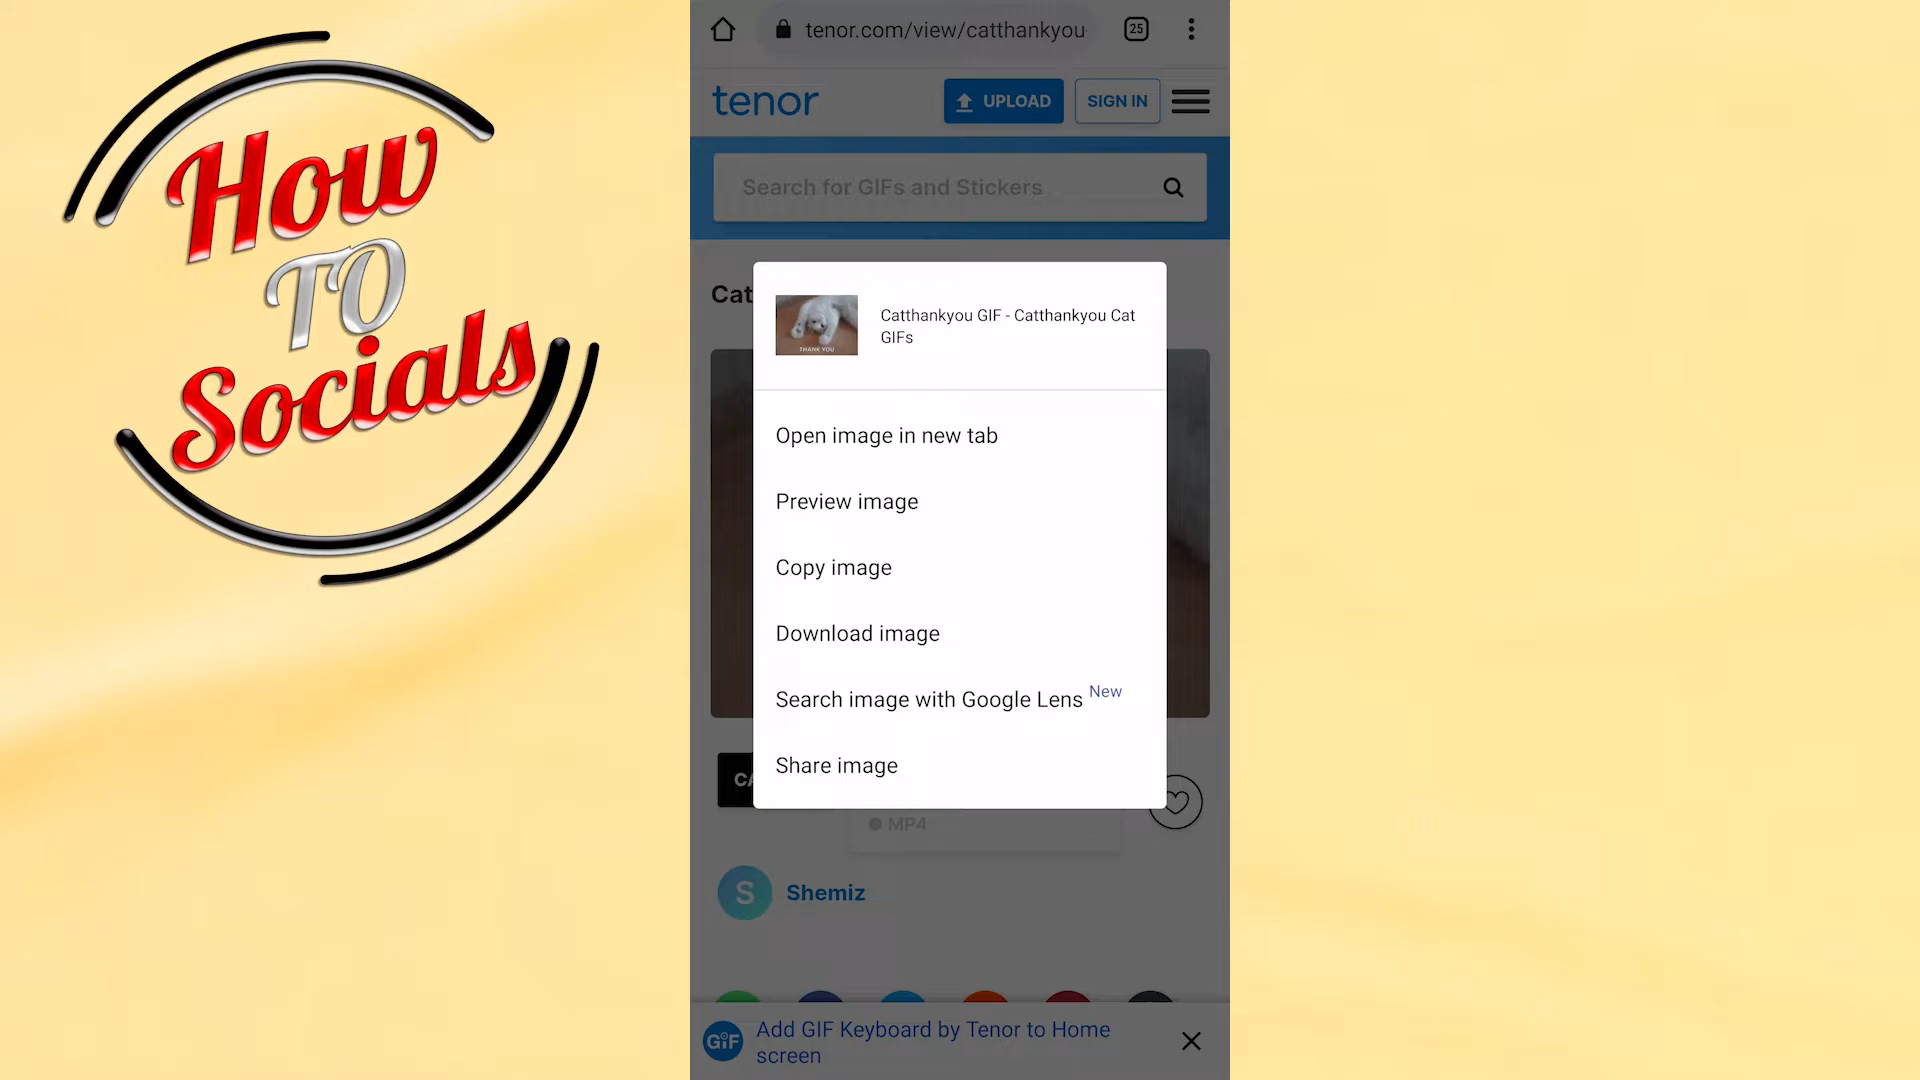 How
TO
Socials
25
tenor.com/view/catthankyou
tenor
UPLOAD
SIGN IN
Search for GIFs and Stickers
Cat
Catthankyou GIF - Catthankyou Cat
GIFs
THANK YOU
Open image in new tab
Preview image
Copy image
Download image
Search image with Google Lens New
Share image
CA
MP4
S
Shemiz
GIF
Add GIF Keyboard by Tenor to Home
screen